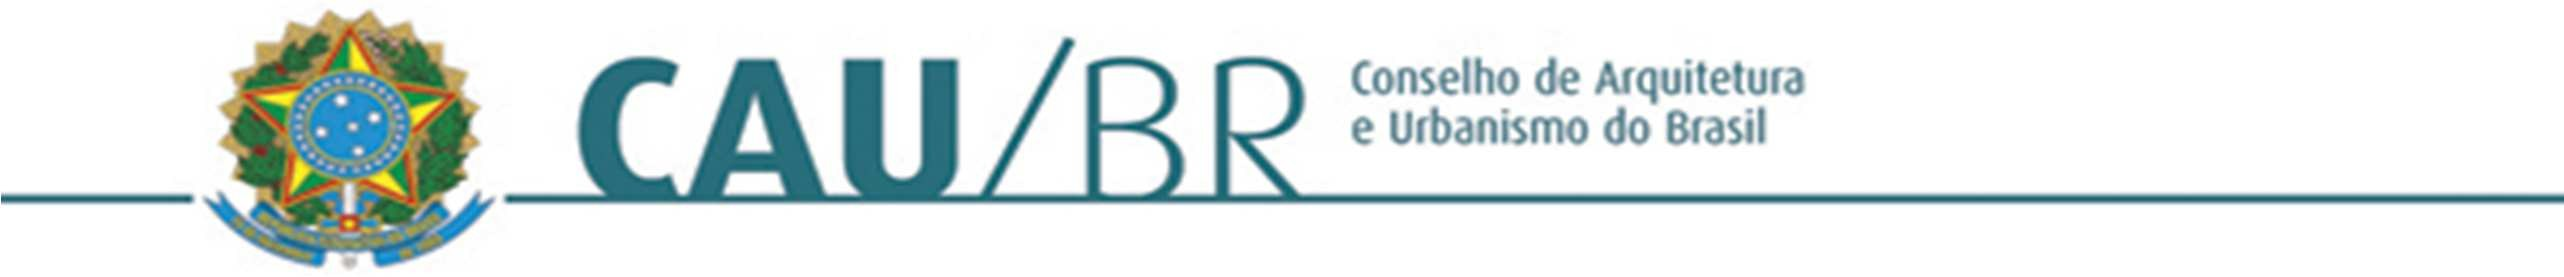 CAU/BR
Conselho de Arquitetura
e Urbanismo do Brasil